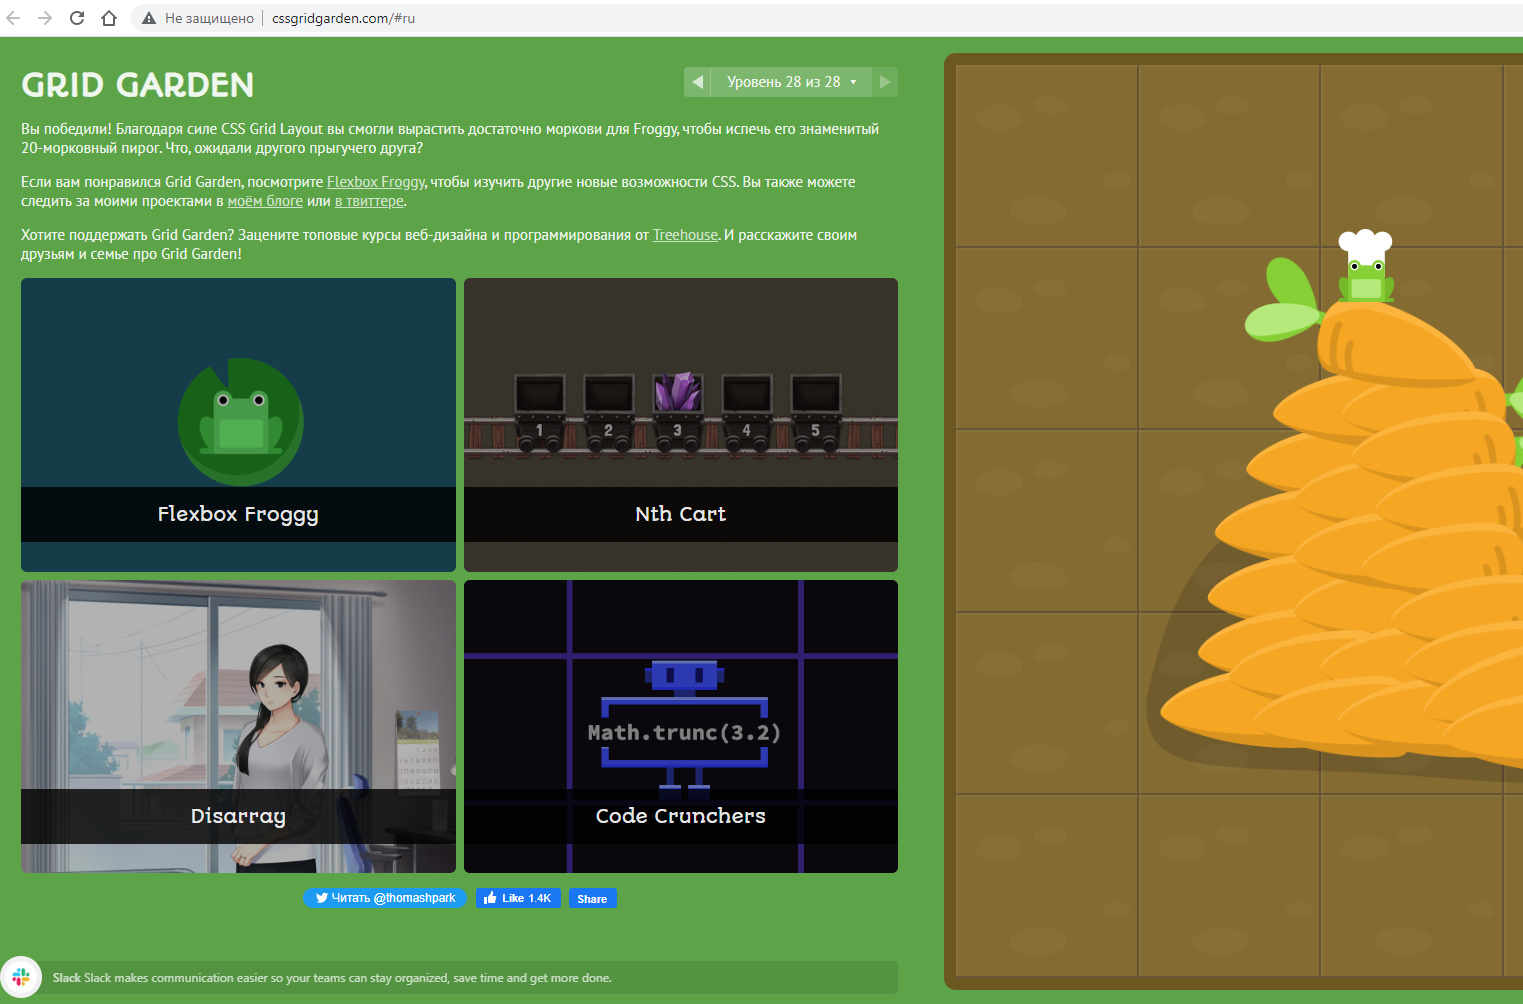 Не защищено
cssgridgarden.com/#ru
GRID GARDEN
Уровень 28 из 28
Вы победили! Благодаря силе CSS Grid Layout вы смогли вырастить достаточно моркови для Froggy, чтобы испечь его знаменитый
20-морковный пирог. Что, ожидали другого прыгучего друга?
Если вам понравился Grid Garden, посмотрите Flexbox Froggy, чтобы изучить другие новые возможности CSS. Вы также можете
следить за моими проектами в моём блоге или в твиттере.
Хотите поддержать Grid Garden? Зацените топовые курсы веб-дизайна и программирования от Treehouse. И расскажите своим
друзьям и семье про Grid Garden!
Flexbox Froggy
1 2 3 4 5
Nth Cart
Disarray
Math.trunc(3.2)
Code Crunchers
Читать @thomashpark
Like 1.4K
Share
Slack Slack makes communication easier so your teams can stay organized, save time and get more done.